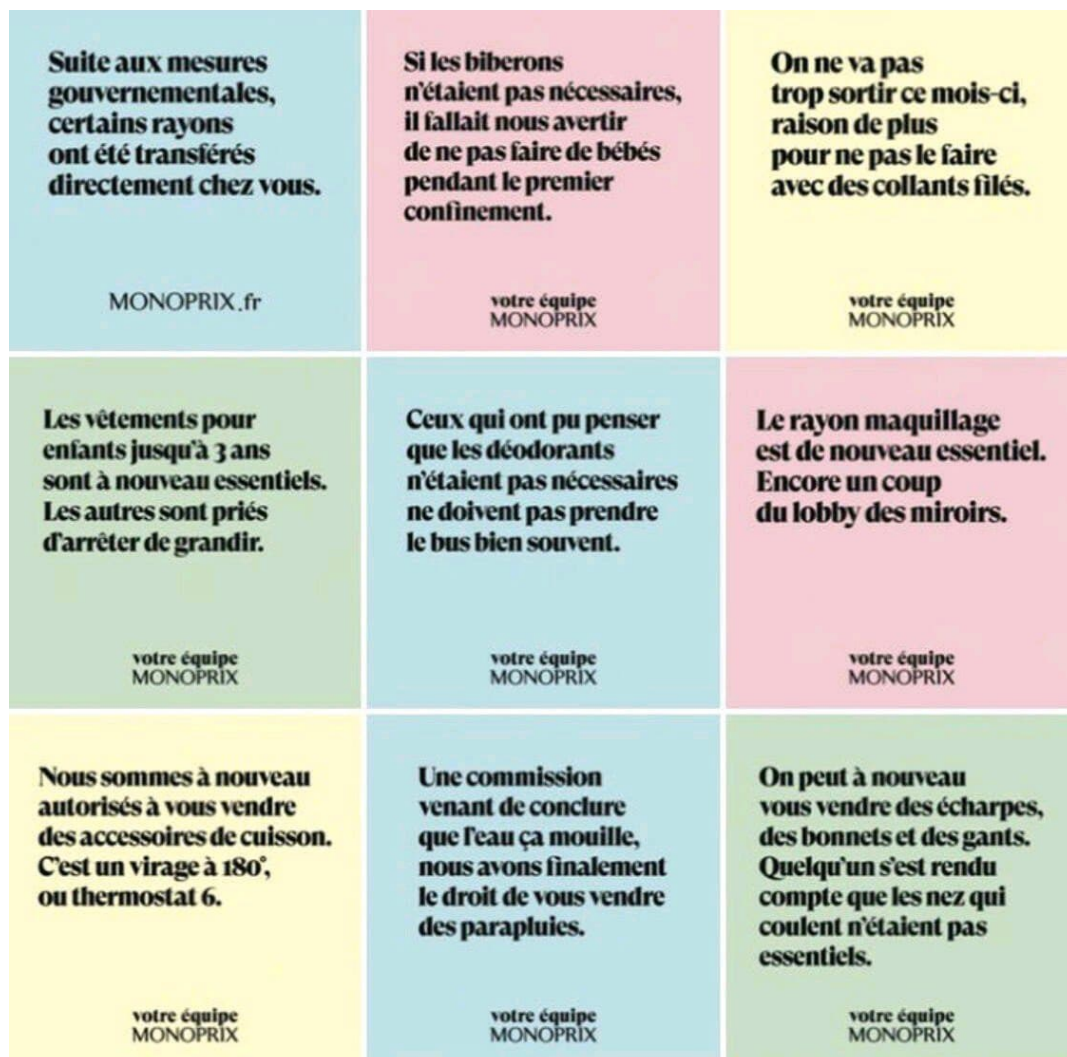 Suite aux mesures
gouvernementales,
certains rayons
ont été transférés
directement chez vous.
MONOPRIX.fr
Si les biberons
n'étaient pas nécessaires,
il fallait nous avertir
de ne pas faire de bébés
pendant le premier
confinement.
votre équipe
MONOPRIX
On ne va pas
trop sortir ce mois-ci,
raison de plus
pour ne pas le faire
avec des collants filés.
votre équipe
MONOPRIX
Les vêtements pour
enfants jusqu'à 3 ans
sont à nouveau essentiels.
Les autres sont priés
d'arrêter de grandir.
votre équipe
MONOPRIX
Ceux qui ont pu penser
que les déodorants
n'étaient pas nécessaires
ne doivent pas prendre
le bus bien souvent.
votre équipe
MONOPRIX
Le rayon maquillage
est de nouveau essentiel.
Encore un coup
du lobby des miroirs.
votre équipe
MONOPRIX
Nous sommes à nouveau
autorisés à vous vendre
des accessoires de cuisson.
C'est un virage à 180°,
ou thermostat 6.
votre équipe
MONOPRIX
Une commission
venant de conclure
que l'eau ça mouille,
nous avons finalement
le droit de vous vendre
des parapluies.
votre équipe
MONOPRIX
On peut à nouveau
vous vendre des écharpes,
des bonnets et des gants.
Quelqu'un s'est rendu
compte que les nez qui
coulent n'étaient pas
essentiels.
votre équipe
MONOPRIX